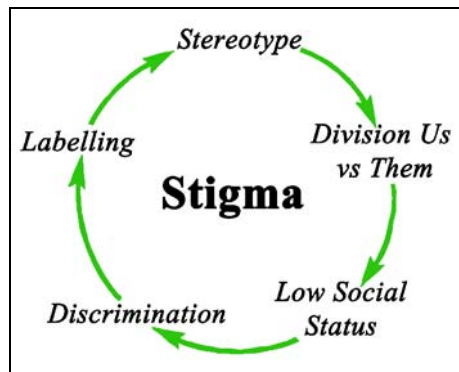 Stereotype
Division Us
vs Them
Low Social
Status
Discrimination
Labelling
Stigma